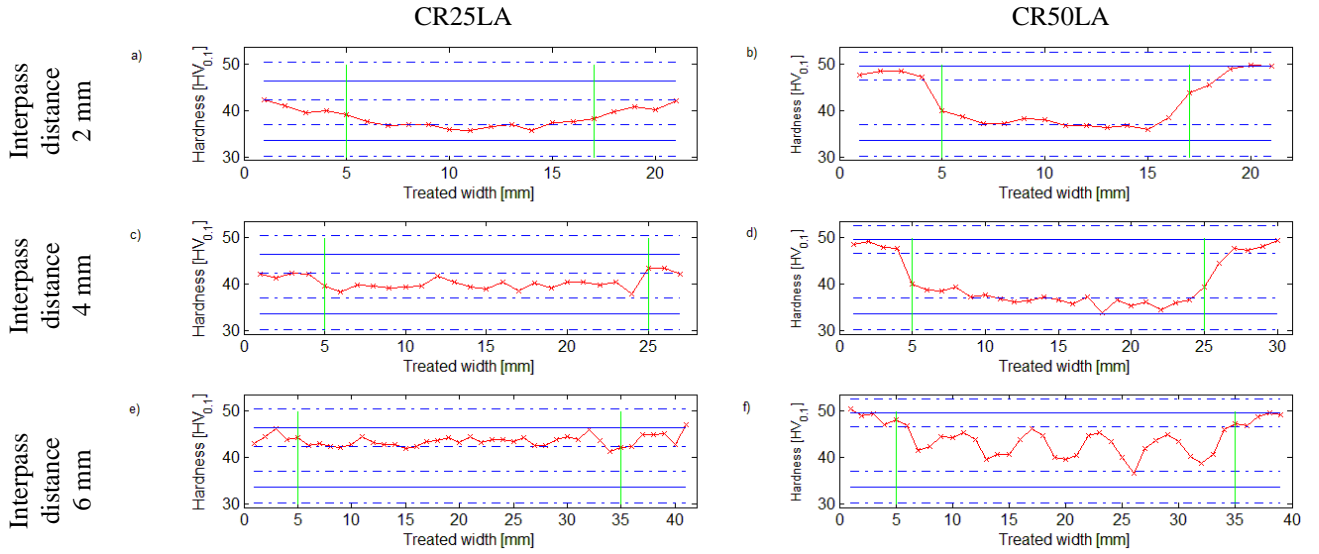 CR25LA
CR50LA
Interpass distance 2 mm
a)
Hardness [HV0.1]
50
40
30
0 5 10 15 20
Treated width [mm]
b)
Hardness [HV0.1]
50
40
30
0 5 10 15 20
Treated width [mm]
Interpass distance 4 mm
c)
Hardness [HV0.1]
50
40
30
0 5 10 15 20 25
Treated width [mm]
d)
Hardness [HV0.1]
50
40
30
0 5 10 15 20 25 30
Treated width [mm]
Interpass distance 6 mm
e)
Hardness [HV0.1]
50
40
30
0 5 10 15 20 25 30 35 40
Treated width [mm]
f)
Hardness [HV0.1]
50
40
30
0 5 10 15 20 25 30 35 40
Treated width [mm]